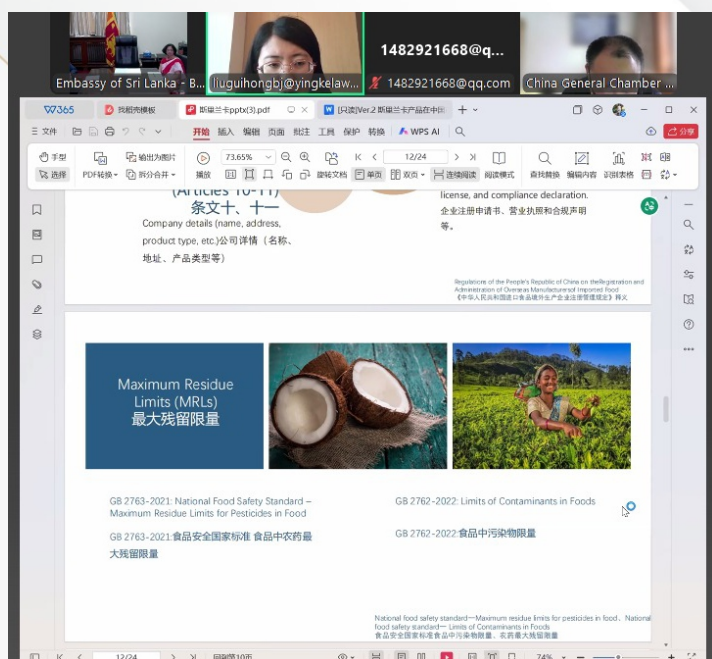 Embassy of Sri Lanka - B...
liuguihongbj@yingkelaw...
1482921668@q...
1482921668@qq.com
China General Chamber ...
W365
找稻壳模板
斯里兰卡pptx(3).pdf
[只读]Ver.2 斯里兰卡产品在中
文件
开始 插入 编辑 页面 批注 工具 保护 转换 WPS AI
分享
手型
选择
PDF转换
输出为图片
拆分合并
播放
73.65%
旋转文档
12/24
单页
双页
连续阅读
阅读模式
查找替换
编辑内容
识别表格
(Articles 10-11)
条文十、十一
Company details (name, address,
product type, etc.)公司详情（名称、
地址、产品类型等）
license, and compliance declaration.
企业注册申请书、营业执照和合规声明
等。
Regulations of the People's Republic of China on theRegistration and
Administration of Overseas Manufacturersof Imported Food
《中华人民共和国进口食品境外生产企业注册管理规定》释义
Maximum Residue
Limits (MRLs)
最大残留限量
GB 2763-2021: National Food Safety Standard –
Maximum Residue Limits for Pesticides in Food
GB 2763-2021:食品安全国家标准 食品中农药最
大残留限量
GB 2762-2022: Limits of Contaminants in Foods
GB 2762-2022:食品中污染物限量
National food safety standard—Maximum residue limits for pesticides in food、National
food safety standard— Limits of Contaminants in Foods
食品安全国家标准食品中污染物限量、农药最大残留限量
12/24
回到第10页
74%